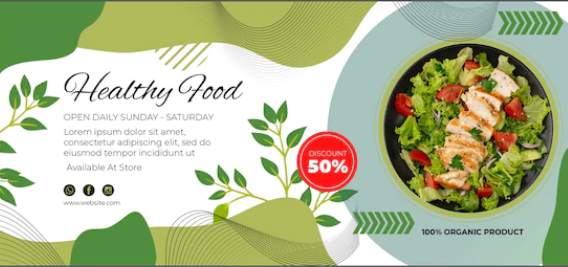 Healthy Food
OPEN DAILY SUNDAY - SATURDAY
Lorem ipsum dolor sit amet,
consectetur adipiscing elit, sed do
eiusmod tempor incididunt ut
Available At Store
www.website.com
DISCOUNT
50%
100% ORGANIC PRODUCT